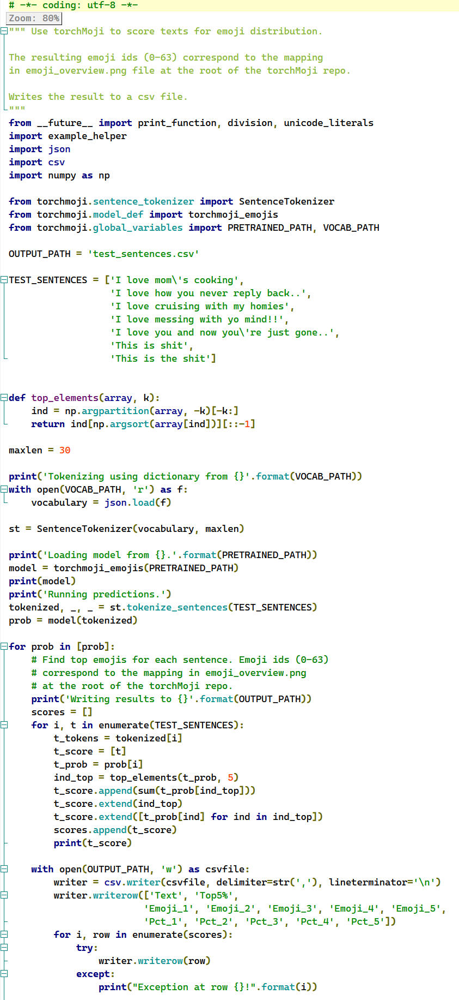 # -*- coding: utf-8 -*-
Zoom: 80%
""" Use torchMoji to score texts for emoji distribution.

The resulting emoji ids (0-63) correspond to the mapping
in emoji_overview.png file at the root of the torchMoji repo.

Writes the result to a csv file.
"""
from __future__ import print_function, division, unicode_literals
import example_helper
import json
import csv
import numpy as np

from torchmoji.sentence_tokenizer import SentenceTokenizer
from torchmoji.model_def import torchmoji_emojis
from torchmoji.global_variables import PRETRAINED_PATH, VOCAB_PATH

OUTPUT_PATH = 'test_sentences.csv'

TEST_SENTENCES = ['I love mom\'s cooking',
                  'I love how you never reply back..',
                  'I love cruising with my homies',
                  'I love messing with yo mind!!',
                  'I love you and now you\'re just gone..',
                  'This is shit',
                  'This is the shit']


def top_elements(array, k):
    ind = np.argpartition(array, -k)[-k:]
    return ind[np.argsort(array[ind])][::-1]

maxlen = 30

print('Tokenizing using dictionary from {}'.format(VOCAB_PATH))
with open(VOCAB_PATH, 'r') as f:
    vocabulary = json.load(f)

st = SentenceTokenizer(vocabulary, maxlen)

print('Loading model from {}.'.format(PRETRAINED_PATH))
model = torchmoji_emojis(PRETRAINED_PATH)
print(model)
print('Running predictions.')
tokenized, _, _ = st.tokenize_sentences(TEST_SENTENCES)
prob = model(tokenized)

for prob in [prob]:
    # Find top emojis for each sentence. Emoji ids (0-63)
    # correspond to the mapping in emoji_overview.png
    # at the root of the torchMoji repo.
    print('Writing results to {}'.format(OUTPUT_PATH))
    scores = []
    for i, t in enumerate(TEST_SENTENCES):
        t_tokens = tokenized[i]
        t_score = [t]
        t_prob = prob[i]
        ind_top = top_elements(t_prob, 5)
        t_score.append(sum(t_prob[ind_top]))
        t_score.extend(ind_top)
        t_score.extend([t_prob[ind] for ind in ind_top])
        scores.append(t_score)
        print(t_score)

    with open(OUTPUT_PATH, 'w') as csvfile:
        writer = csv.writer(csvfile, delimiter=str(','), lineterminator='\n')
        writer.writerow(['Text', 'Top5%',
                        'Emoji_1', 'Emoji_2', 'Emoji_3', 'Emoji_4', 'Emoji_5',
                        'Pct_1', 'Pct_2', 'Pct_3', 'Pct_4', 'Pct_5'])
        for i, row in enumerate(scores):
            try:
                writer.writerow(row)
            except:
                print("Exception at row {}!".format(i))